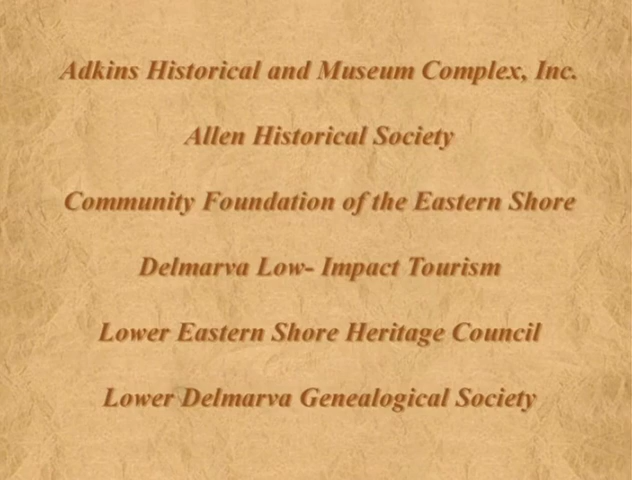 Adkins Historical and Museum Complex, Inc.
Allen Historical Society
Community Foundation of the Eastern Shore
Delmarva Low- Impact Tourism
Lower Eastern Shore Heritage Council
Lower Delmarva Genealogical Society